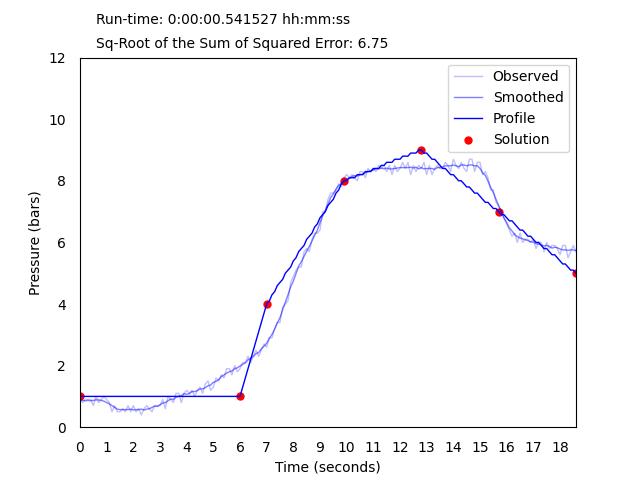 Run-time: 0:00:00.541527 hh:mm:ss
Sq-Root of the Sum of Squared Error: 6.75
12
10
8
6
4
2
0
Pressure (bars)
Observed
Smoothed
Profile
Solution
0 1 2 3 4 5 6 7 8 9 10 11 12 13 14 15 16 17 18
Time (seconds)